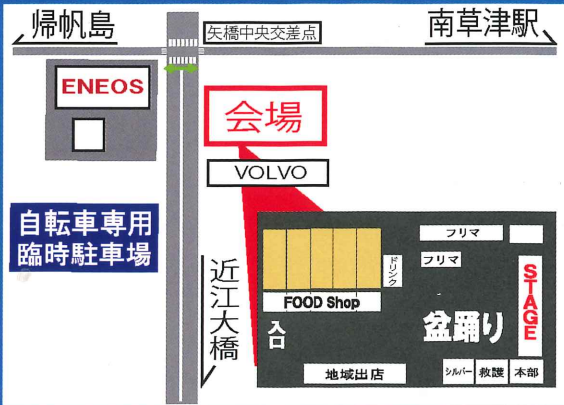 帰帆島
矢橋中央交差点
南草津駅
ENEOS
会場
VOLVO
自転車専用
臨時駐車場
近江大橋
フリマ
フリマ
ドリンク
FOOD Shop
STAGE
入口
盆踊り
地域出店
シルバー
救護
本部